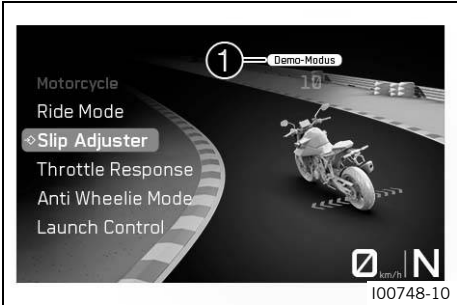 1
Demo-Modus
Motorcycle
10
Ride Mode
Slip Adjuster
Throttle Response
Anti Wheelie Mode
Launch Control
0 km/h N
I00748-10